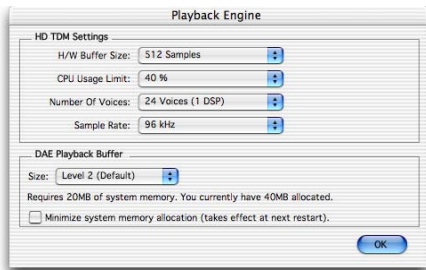 Playback Engine
HD TDM Settings
H/W Buffer Size: 512 Samples
CPU Usage Limit: 40 %
Number Of Voices: 24 Voices (1 DSP)
Sample Rate: 96 kHz
DAE Playback Buffer
Size: Level 2 (Default)
Requires 20MB of system memory. You currently have 40MB allocated.
Minimize system memory allocation (takes effect at next restart).
OK